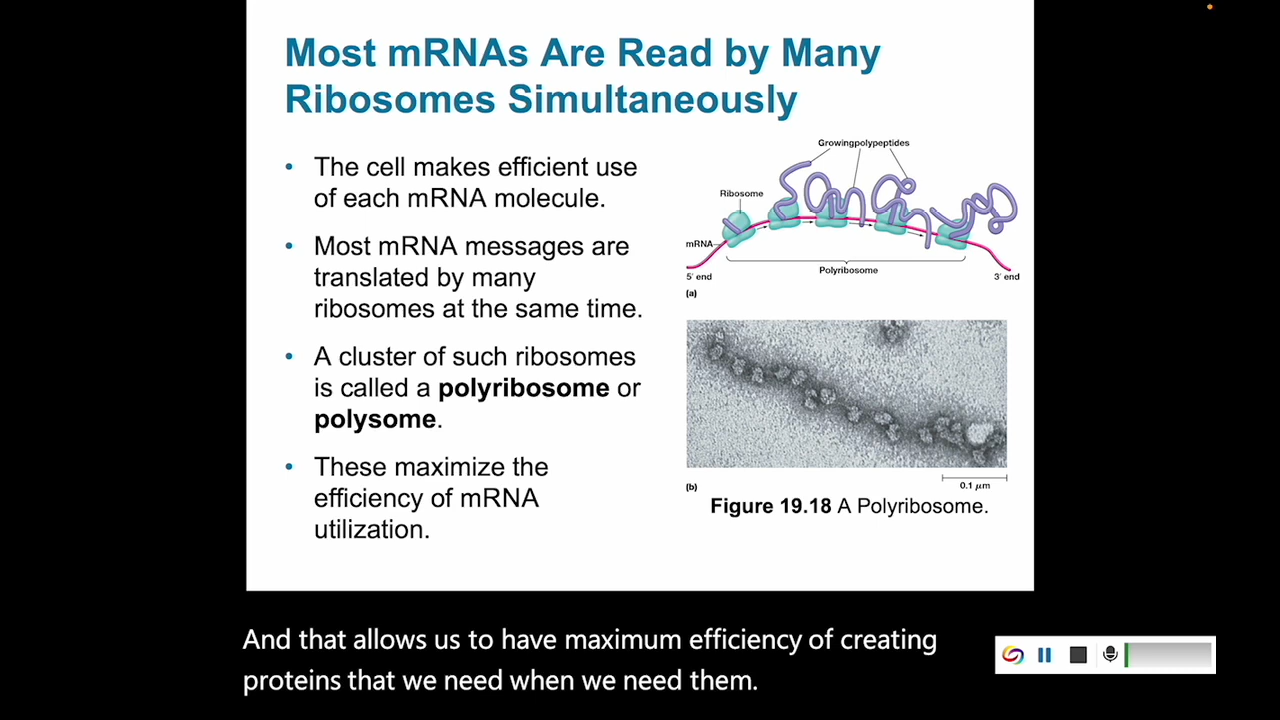 Most mRNAs Are Read by Many
Ribosomes Simultaneously
• The cell makes efficient use
of each mRNA molecule.
• Most mRNA messages are
translated by many
ribosomes at the same time.
• A cluster of such ribosomes
is called a polyribosome or
polysome.
• These maximize the
efficiency of mRNA
utilization.
Growingpolypeptides
Ribosome
mRNA
Polyribosome
5' end
3' end
(a)
(b)
0.1 μm
Figure 19.18 A Polyribosome.
And that allows us to have maximum efficiency of creating
proteins that we need when we need them.